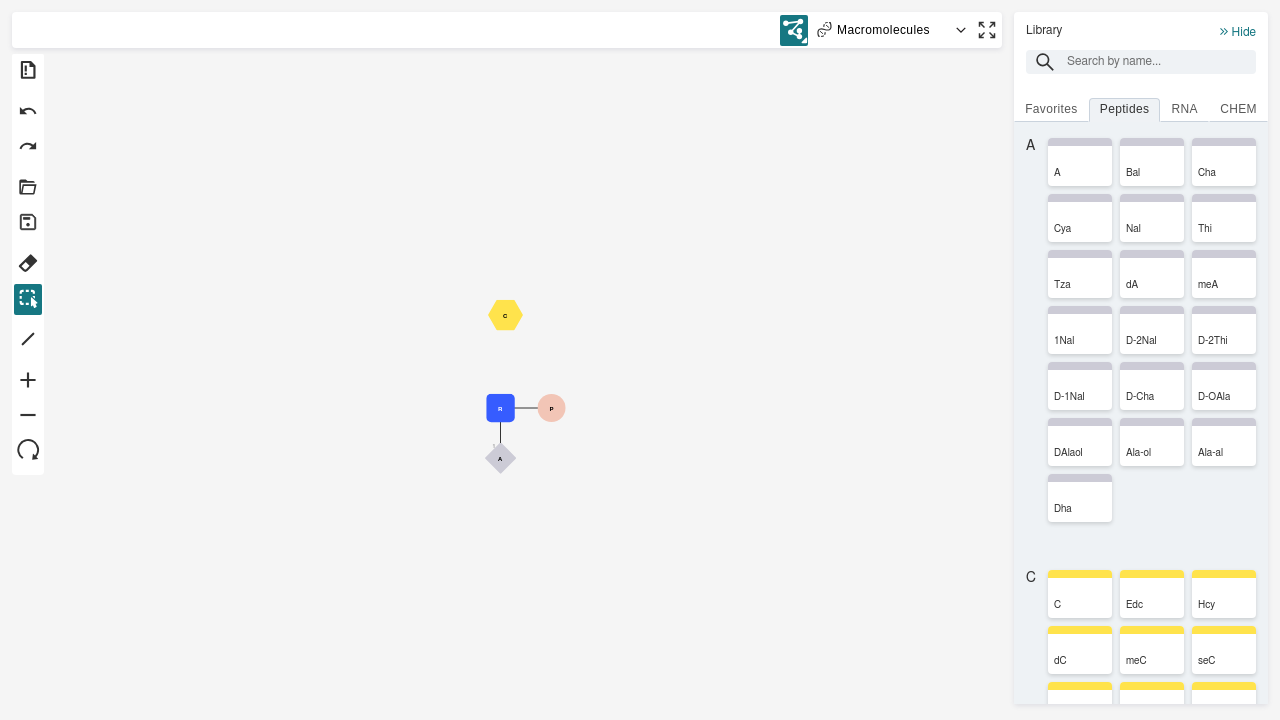 Macromolecules
Library
Hide
Search by name...
Favorites
Peptides
RNA
CHEM
A
A
Bal
Cha
Cya
Nal
Thi
Tza
dA
meA
1Nal
D-2Nal
D-2Thi
D-1Nal
D-Cha
D-OAla
DAlaol
Ala-ol
Ala-al
Dha
C
C
Edc
Hcy
dC
meC
seC
C
R
P
A